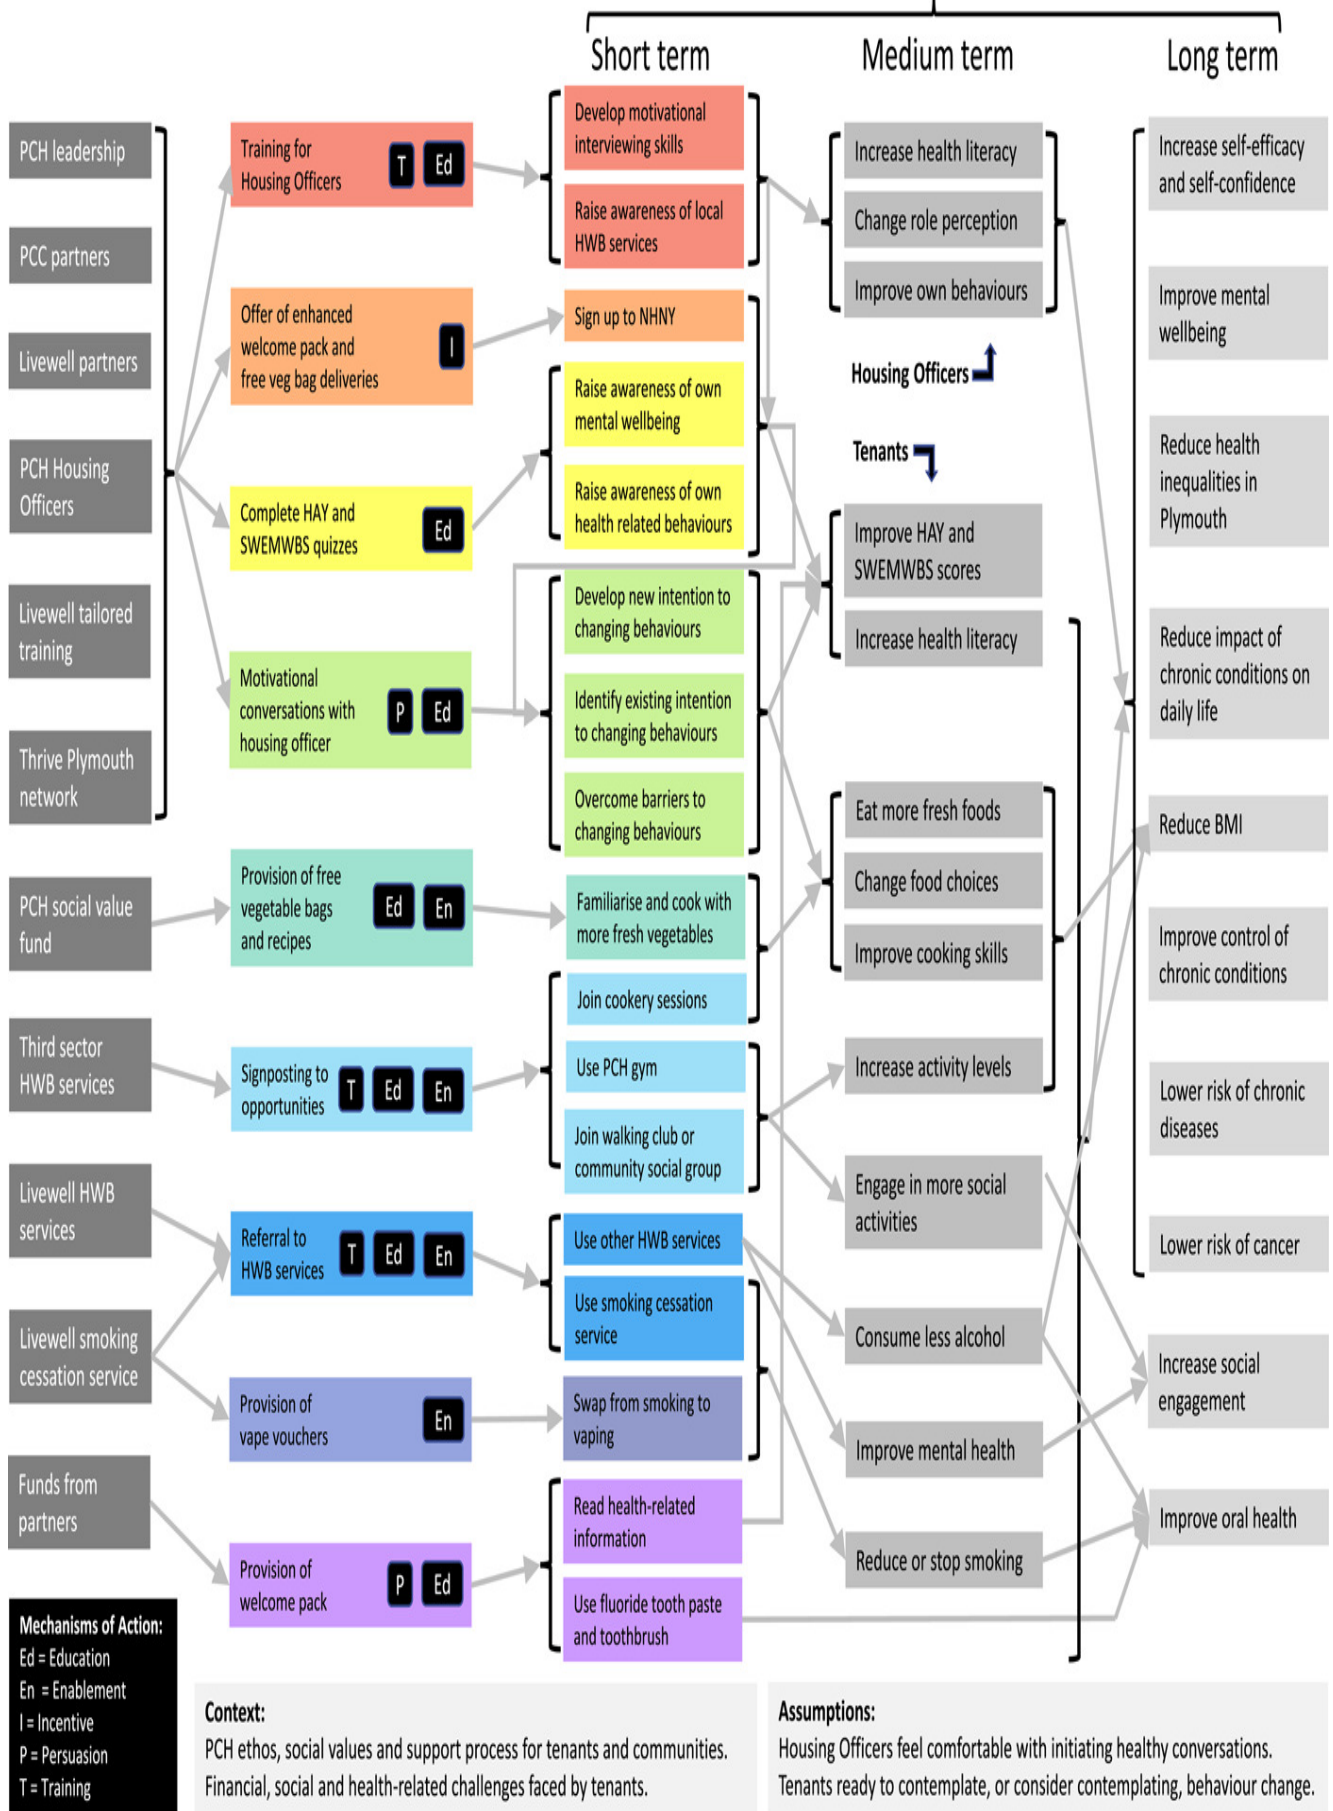 Short term
Medium term
Long term
PCH leadership
PCC partners
Livewell partners
PCH Housing
Officers
Livewell tailored
training
Thrive Plymouth
network
PCH social value
fund
Third sector
HWB services
Livewell HWB
services
Livewell smoking
cessation service
Funds from
partners
Training for
Housing Officers
T
Ed
Offer of enhanced
welcome pack and
free veg bag deliveries
I
Complete HAY and
SWEMWBS quizzes
Ed
Motivational
conversations with
housing officer
P
Ed
Provision of free
vegetable bags
and recipes
Ed
En
Signposting to
opportunities
T
Ed
En
Referral to
HWB services
T
Ed
En
Provision of
vape vouchers
En
Provision of
welcome pack
P
Ed
Develop motivational
interviewing skills
Raise awareness of local
HWB services
Sign up to NHNY
Raise awareness of own
mental wellbeing
Raise awareness of own
health related behaviours
Develop new intention to
changing behaviours
Identify existing intention
to changing behaviours
Overcome barriers to
changing behaviours
Familiarise and cook with
more fresh vegetables
Join cookery sessions
Use PCH gym
Join walking club or
community social group
Use other HWB services
Use smoking cessation
service
Swap from smoking to
vaping
Read health-related
information
Use fluoride tooth paste
and toothbrush
Increase health literacy
Change role perception
Improve own behaviours
Housing Officers
Tenants
Improve HAY and
SWEMWBS scores
Increase health literacy
Eat more fresh foods
Change food choices
Improve cooking skills
Increase activity levels
Engage in more social
activities
Consume less alcohol
Improve mental health
Reduce or stop smoking
Increase self-efficacy
and self-confidence
Improve mental
wellbeing
Reduce health
inequalities in
Plymouth
Reduce impact of
chronic conditions on
daily life
Reduce BMI
Improve control of
chronic conditions
Lower risk of chronic
diseases
Lower risk of cancer
Increase social
engagement
Improve oral health
Mechanisms of Action:
Ed = Education
En = Enablement
I = Incentive
P = Persuasion
T = Training
Context:
PCH ethos, social values and support process for tenants and communities.
Financial, social and health-related challenges faced by tenants.
Assumptions:
Housing Officers feel comfortable with initiating healthy conversations.
Tenants ready to contemplate, or consider contemplating, behaviour change.